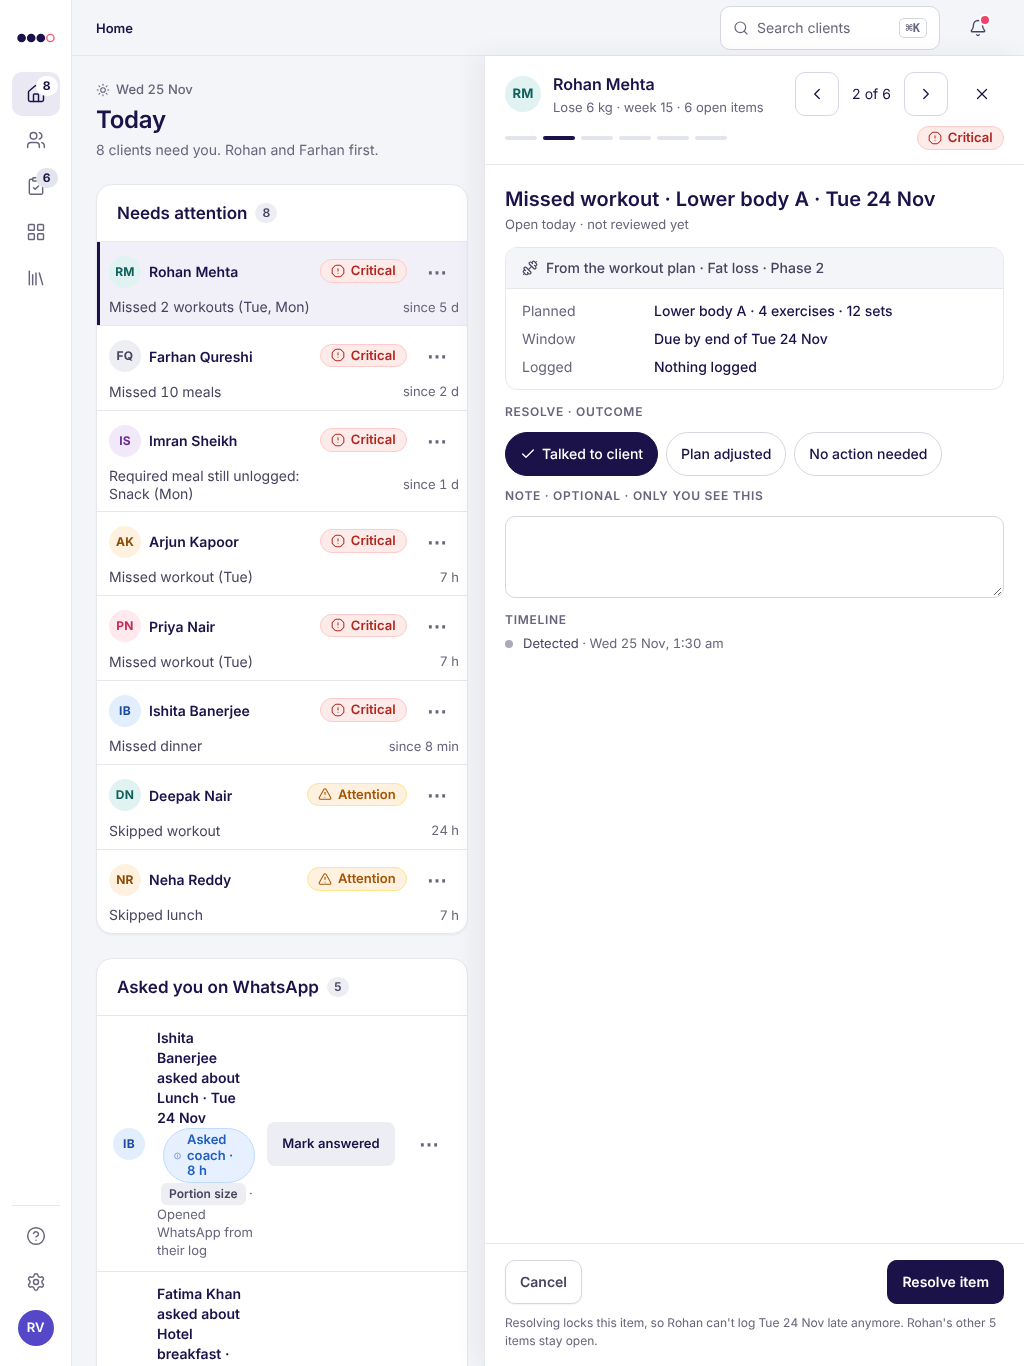 Home
Search clients
⌘K
8
6
RV
Wed 25 Nov
Today
8 clients need you. Rohan and Farhan first.
Needs attention 8
RM Rohan Mehta Critical
Missed 2 workouts (Tue, Mon) since 5 d
FQ Farhan Qureshi Critical
Missed 10 meals since 2 d
IS Imran Sheikh Critical
Required meal still unlogged:
Snack (Mon) since 1 d
AK Arjun Kapoor Critical
Missed workout (Tue) 7 h
PN Priya Nair Critical
Missed workout (Tue) 7 h
IB Ishita Banerjee Critical
Missed dinner since 8 min
DN Deepak Nair Attention
Skipped workout 24 h
NR Neha Reddy Attention
Skipped lunch 7 h
Asked you on WhatsApp 5
IB
Ishita
Banerjee
asked about
Lunch · Tue
24 Nov
Asked
coach ·
8 h
Portion size ·
Opened
WhatsApp from
their log
Mark answered
Fatima Khan
asked about
Hotel
breakfast ·
RM Rohan Mehta
Lose 6 kg · week 15 · 6 open items
2 of 6
Critical
Missed workout · Lower body A · Tue 24 Nov
Open today · not reviewed yet
From the workout plan · Fat loss · Phase 2
Planned Lower body A · 4 exercises · 12 sets
Window Due by end of Tue 24 Nov
Logged Nothing logged
RESOLVE · OUTCOME
Talked to client Plan adjusted No action needed
NOTE · OPTIONAL · ONLY YOU SEE THIS
TIMELINE
Detected · Wed 25 Nov, 1:30 am
Cancel Resolve item
Resolving locks this item, so Rohan can't log Tue 24 Nov late anymore. Rohan's other 5
items stay open.